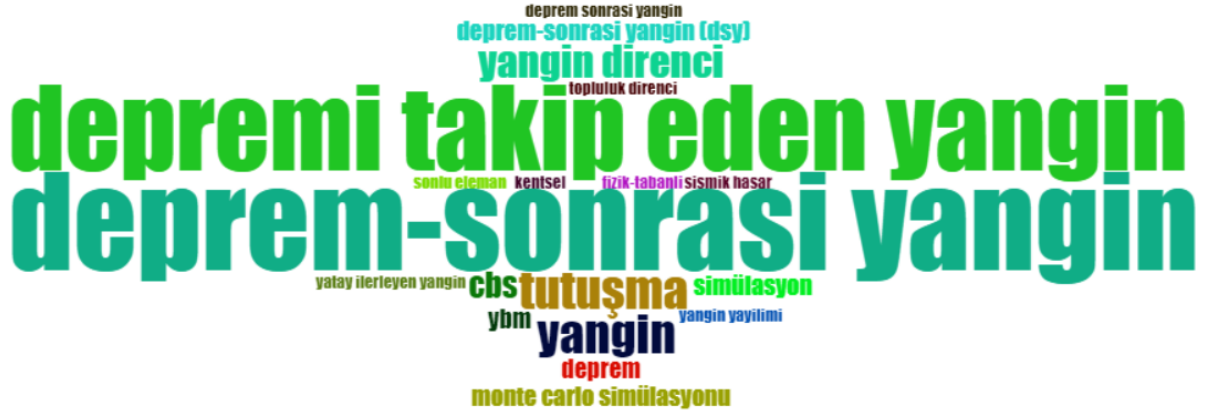 deprem sonrasi yangin
deprem-sonrasi yangin (dsy)
yangin direnci
topluluk direnci
depremi takip eden yangin
sonlu eleman kentsel fizik-tabanli sismik hasar
deprem-sonrasi yangin
yatay ilerleyen yangin cbs tutuşma simülasyon
ybm yangin yangin yayilimi
deprem
monte carlo simülasyonu